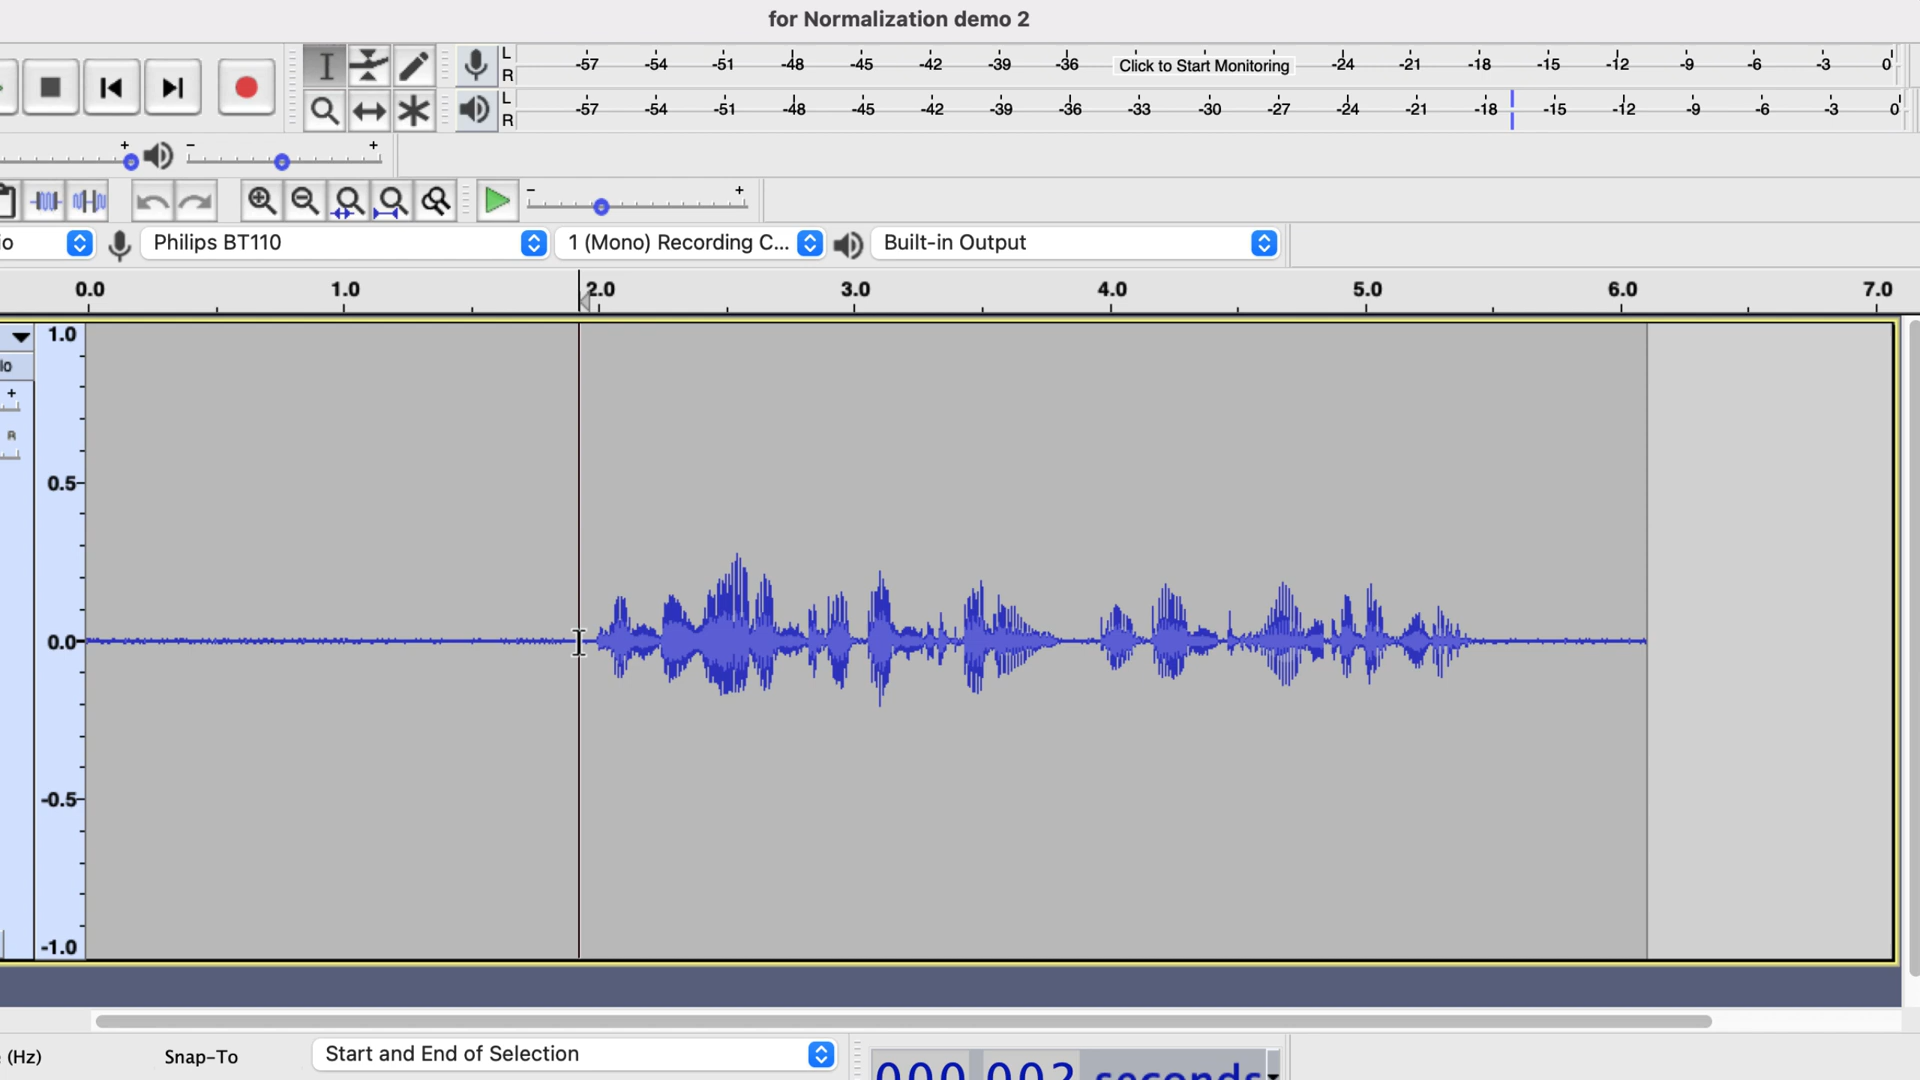 for Normalization demo 2
L -57 -54 -51 -48 -45 -42 -39 -36 Click to Start Monitoring -24 -21 -18 -15 -12 -9 -6 -3 0
R
L -57 -54 -51 -48 -45 -42 -39 -36 -33 -30 -27 -24 -21 -18 -15 -12 -9 -6 -3 0
R
+ - +
- +
io Philips BT110 1 (Mono) Recording C... Built-in Output
0.0 1.0 2.0 3.0 4.0 5.0 6.0 7.0
1.0
io
+
R
0.5
0.0
-0.5
-1.0
(Hz) Snap-To Start and End of Selection
000,002 seconds